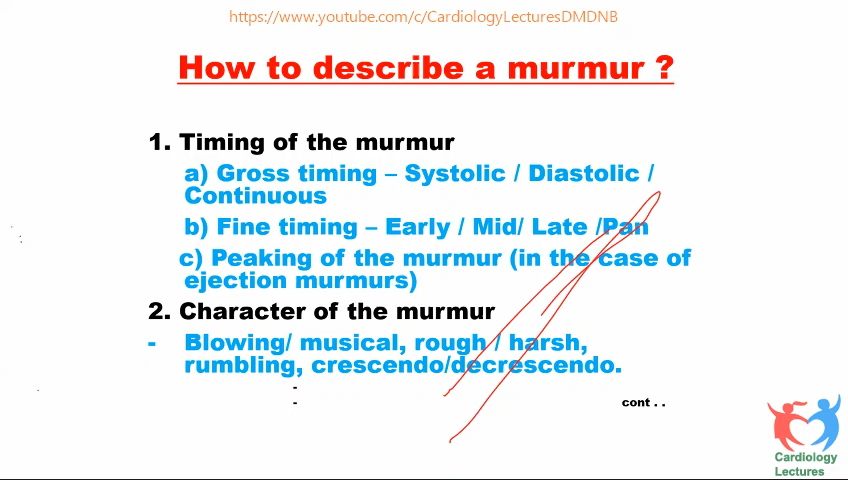 https://www.youtube.com/c/CardiologyLecturesDMDNB
How to describe a murmur ?
1. Timing of the murmur
a) Gross timing – Systolic / Diastolic /
Continuous
b) Fine timing – Early / Mid/ Late /Pan
c) Peaking of the murmur (in the case of
ejection murmurs)
2. Character of the murmur
- Blowing/ musical, rough / harsh,
rumbling, crescendo/decrescendo.
-
-
cont . .
Cardiology
Lectures